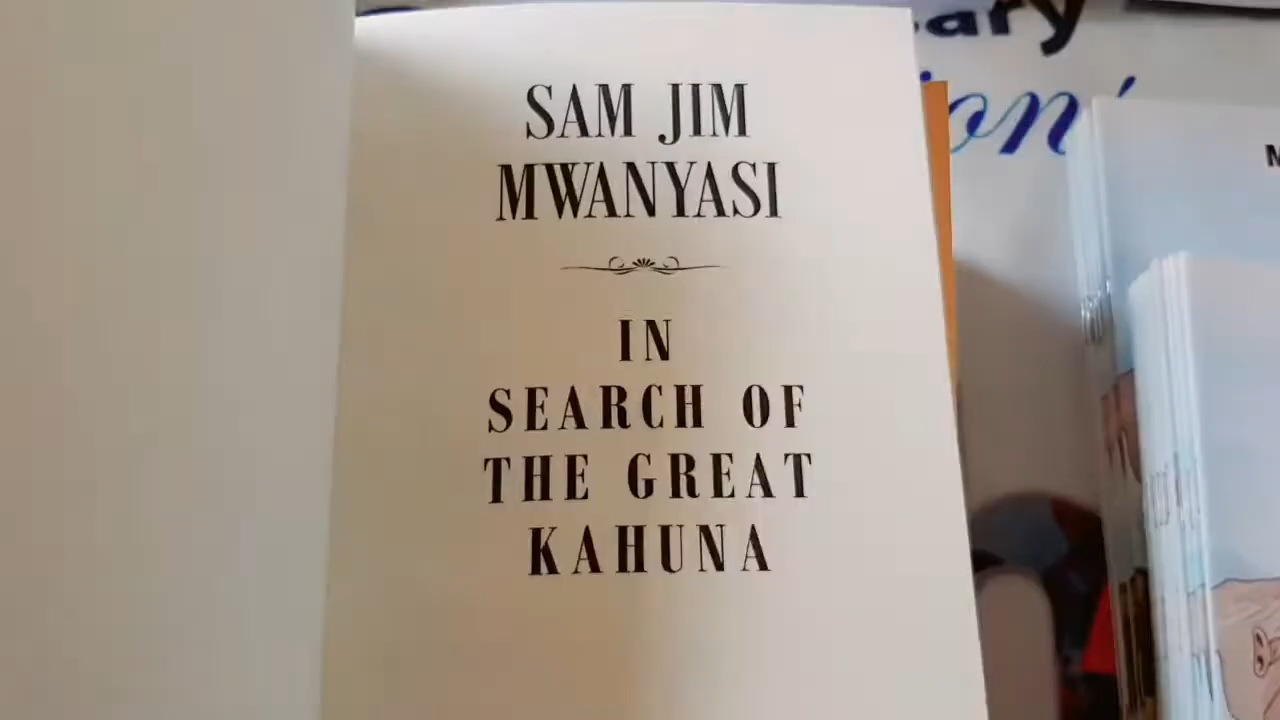 SAM JIM
MWANYASI
IN
SEARCH OF
THE GREAT
KAHUNA